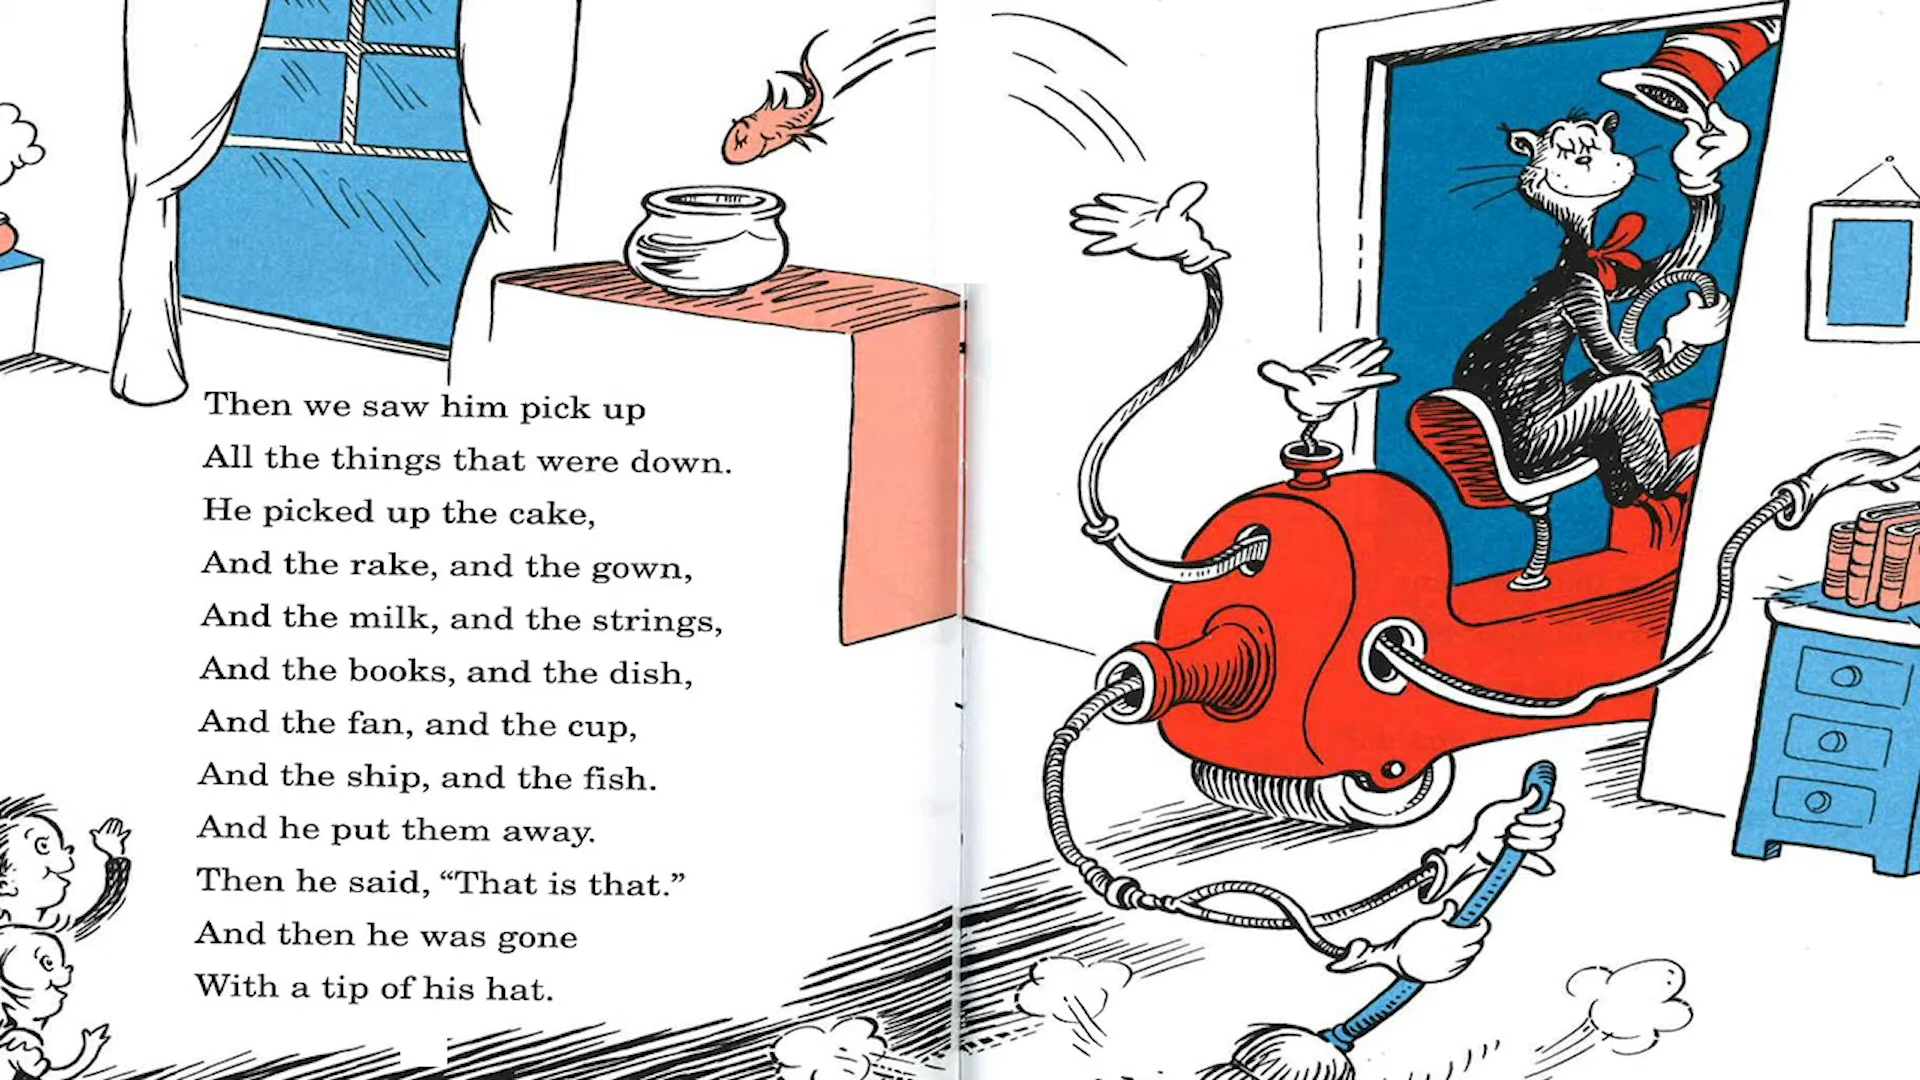 Then we saw him pick up
All the things that were down.
He picked up the cake,
And the rake, and the gown,
And the milk, and the strings,
And the books, and the dish,
And the fan, and the cup,
And the ship, and the fish.
And he put them away.
Then he said, “That is that.”
And then he was gone
With a tip of his hat.